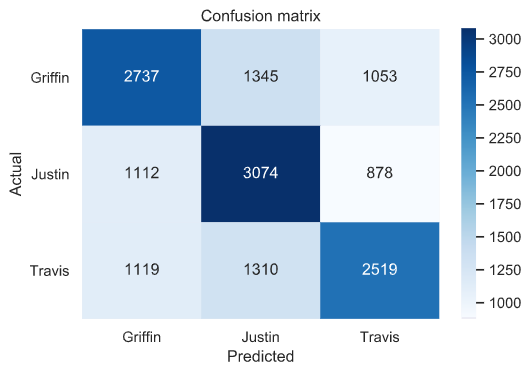 Confusion matrix
Actual
Griffin 2737 1345 1053
Justin 1112 3074 878
Travis 1119 1310 2519
Griffin Justin Travis
Predicted
3000
2750
2500
2250
2000
1750
1500
1250
1000